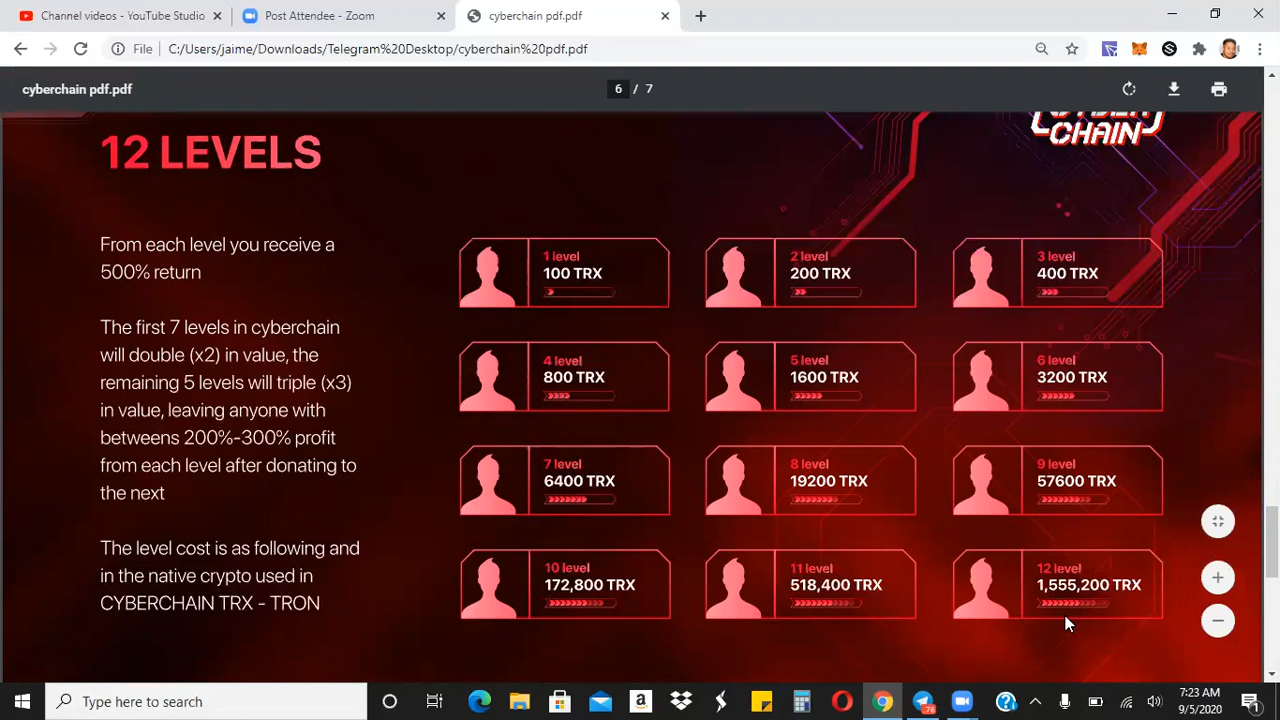 Channel videos - YouTube Studio
Post Attendee - Zoom
cyberchain pdf.pdf
File
C:/Users/jaime/Downloads/Telegram%20Desktop/cyberchain%20pdf.pdf
cyberchain pdf.pdf
6 / 7
CYBER
CHAIN
12 LEVELS
From each level you receive a
500% return
The first 7 levels in cyberchain
will double (x2) in value, the
remaining 5 levels will triple (x3)
in value, leaving anyone with
betweens 200%-300% profit
from each level after donating to
the next
The level cost is as following and
in the native crypto used in
CYBERCHAIN TRX - TRON
1 level
100 TRX
2 level
200 TRX
3 level
400 TRX
4 level
800 TRX
5 level
1600 TRX
6 level
3200 TRX
7 level
6400 TRX
8 level
19200 TRX
9 level
57600 TRX
10 level
172,800 TRX
11 level
518,400 TRX
12 level
1,555,200 TRX
Type here to search
7:23 AM
9/5/2020